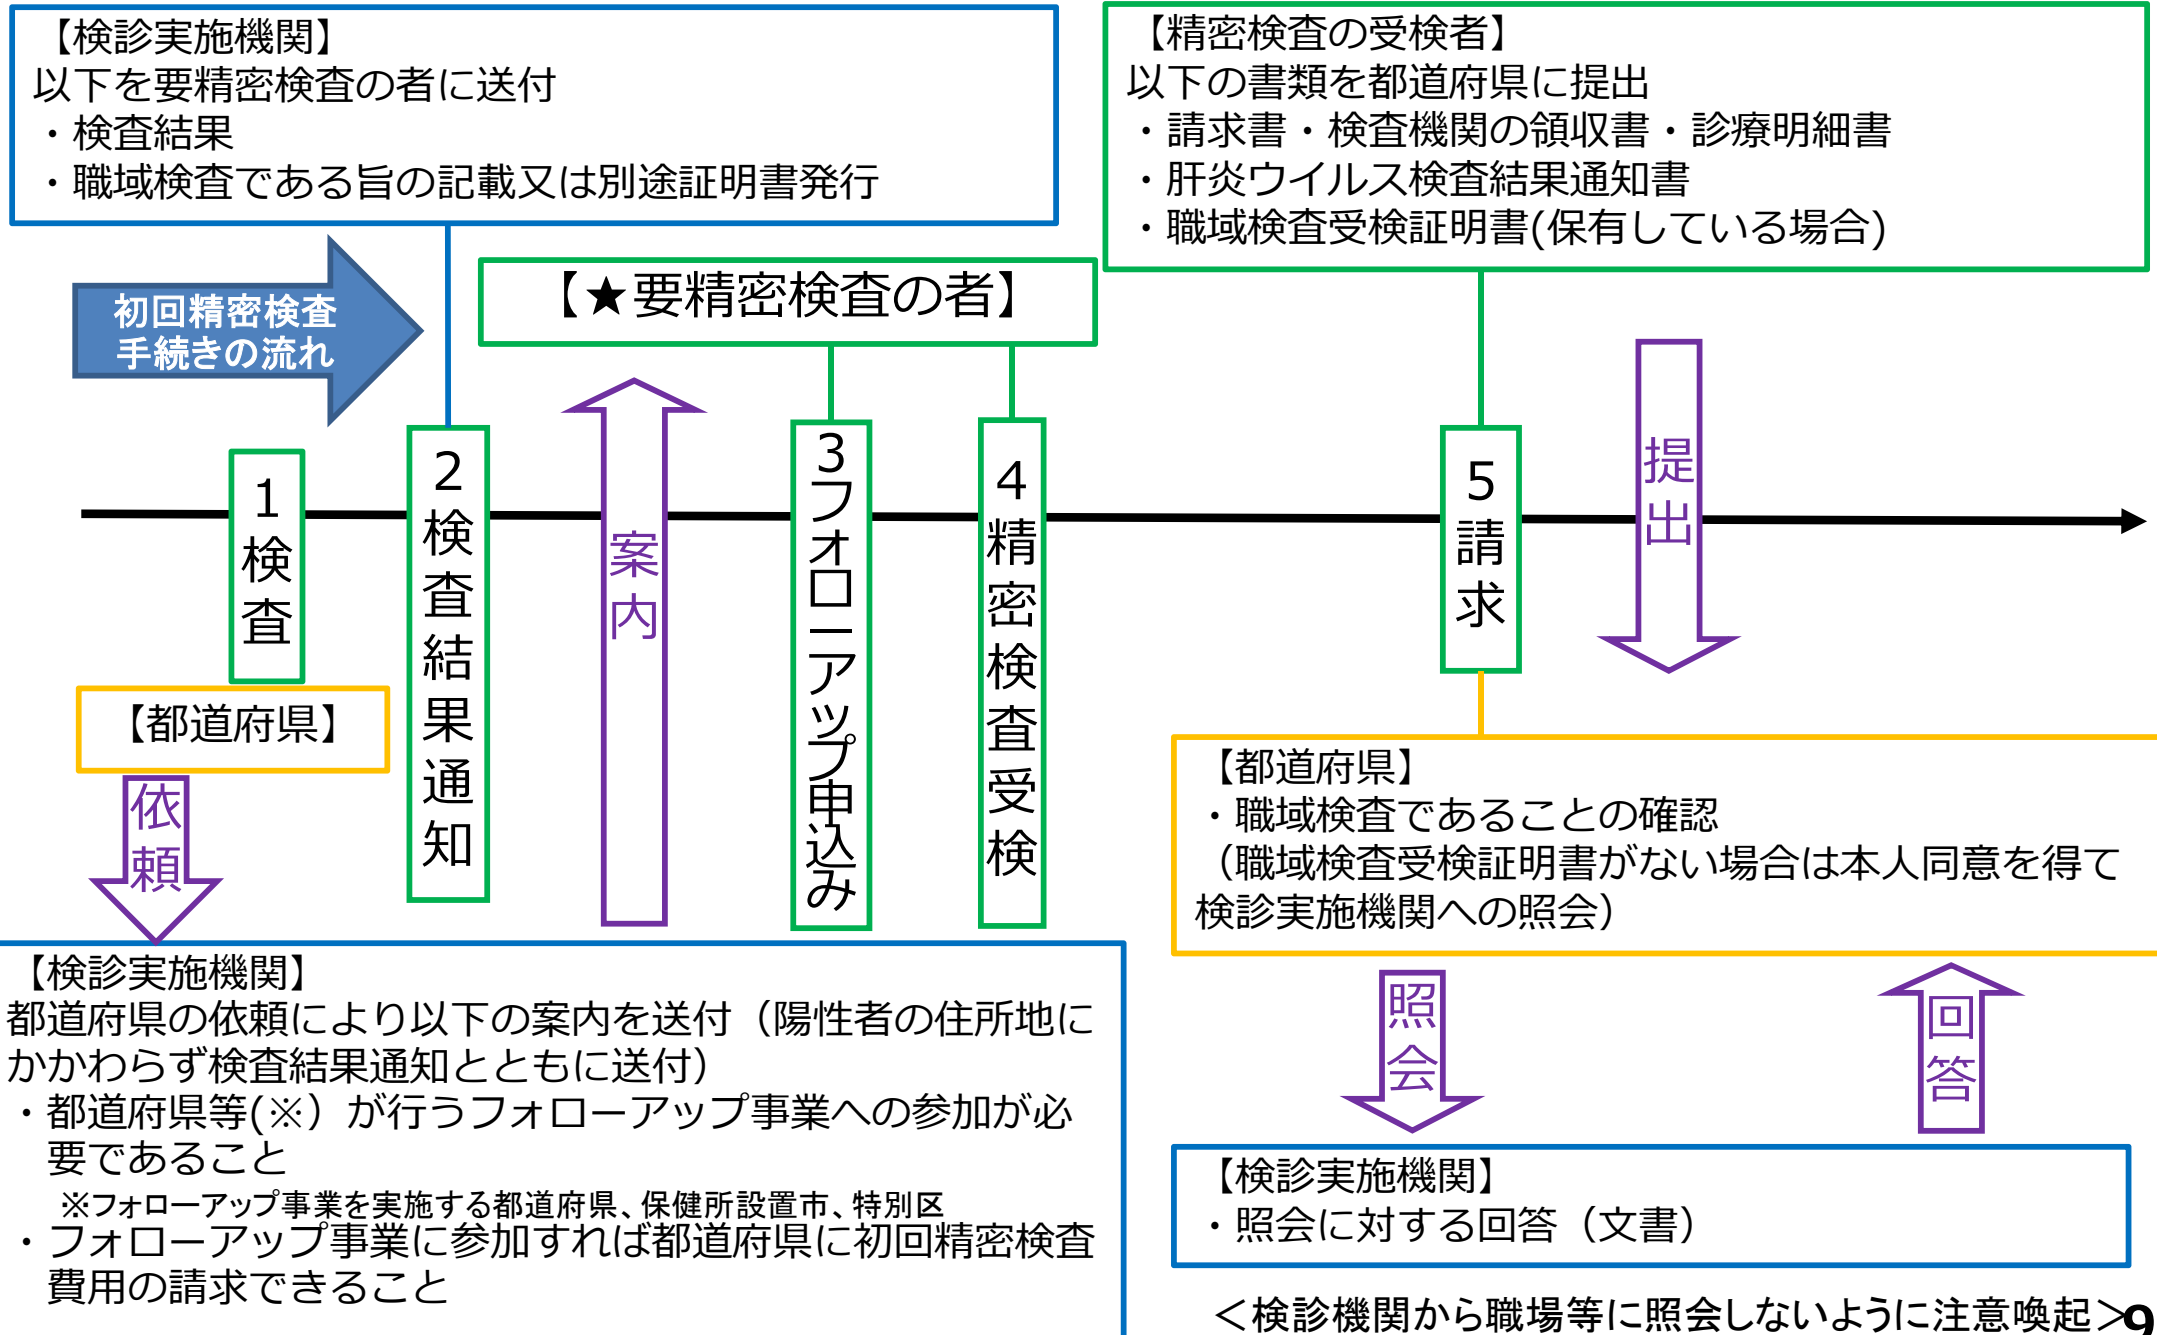 【検診実施機関】
以下を要精密検査の者に送付
・検査結果
・職域検査である旨の記載又は別途証明書発行
【精密検査の受検者】
以下の書類を都道府県に提出
・請求書・検査機関の領収書・診療明細書
・肝炎ウイルス検査結果通知書
・職域検査受検証明書(保有している場合)
初回精密検査
手続きの流れ
【★要精密検査の者】
1検査
2検査結果通知
案内
3フォローアップ申込み
4精密検査受検
5請求
提出
【都道府県】
依頼
【検診実施機関】
都道府県の依頼により以下の案内を送付（陽性者の住所地に
かかわらず検査結果通知とともに送付）
・都道府県等(※）が行うフォローアップ事業への参加が必
要であること
※フォローアップ事業を実施する都道府県、保健所設置市、特別区
・フォローアップ事業に参加すれば都道府県に初回精密検査
費用の請求できること
【都道府県】
・職域検査であることの確認
（職域検査受検証明書がない場合は本人同意を得て
検診実施機関への照会）
照会
回答
【検診実施機関】
・照会に対する回答（文書）
＜検診機関から職場等に照会しないように注意喚起＞
9